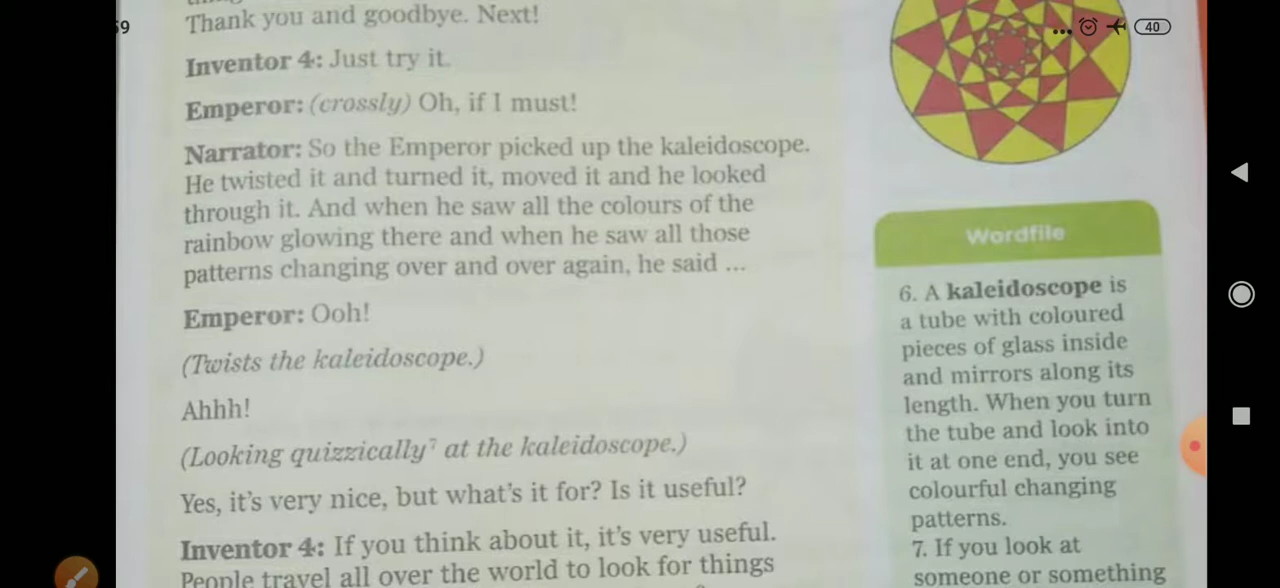 Thank you and goodbye. Next!
Inventor 4: Just try it.
Emperor: (crossly) Oh, if I must!
Narrator: So the Emperor picked up the kaleidoscope.
He twisted it and turned it, moved it and he looked
through it. And when he saw all the colours of the
rainbow glowing there and when he saw all those
patterns changing over and over again, he said ...
Emperor: Ooh!
(Twists the kaleidoscope.)
Ahhh!
(Looking quizzically⁷ at the kaleidoscope.)
Yes, it's very nice, but what's it for? Is it useful?
Inventor 4: If you think about it, it's very useful.
People travel all over the world to look for things
40
Wordfile
6. A kaleidoscope is
a tube with coloured
pieces of glass inside
and mirrors along its
length. When you turn
the tube and look into
it at one end, you see
colourful changing
patterns.
7. If you look at
someone or something